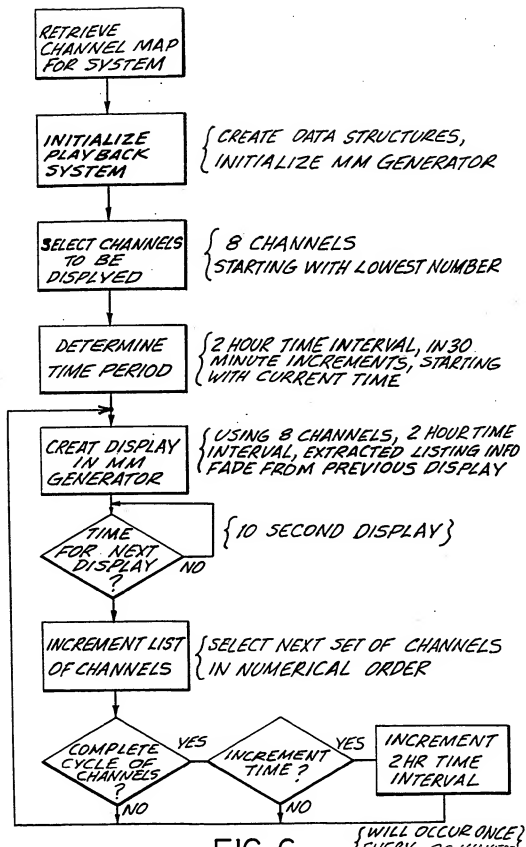 RETRIEVE
CHANNEL MAP
FOR SYSTEM
INITIALIZE
PLAYBACK
SYSTEM
{CREATE DATA STRUCTURES,
INITIALIZE MM GENERATOR
SELECT CHANNELS
TO BE
DISPLYED
{8 CHANNELS
STARTING WITH LOWEST NUMBER
DETERMINE
TIME PERIOD
{2 HOUR TIME INTERVAL, IN 30
MINUTE INCREMENTS, STARTING
WITH CURRENT TIME
CREAT DISPLAY
IN MM
GENERATOR
{USING 8 CHANNELS, 2 HOUR TIME
INTERVAL, EXTRACTED LISTING INFO
FADE FROM PREVIOUS DISPLAY
TIME
FOR NEXT
DISPLAY
?
NO
{10 SECOND DISPLAY}
INCREMENT LIST
OF CHANNELS
{SELECT NEXT SET OF CHANNELS
IN NUMERICAL ORDER
COMPLETE
CYCLE OF
CHANNELS
?
YES
NO
INCREMENT
TIME?
YES
NO
INCREMENT
2HR TIME
INTERVAL
{WILL OCCUR ONCE}